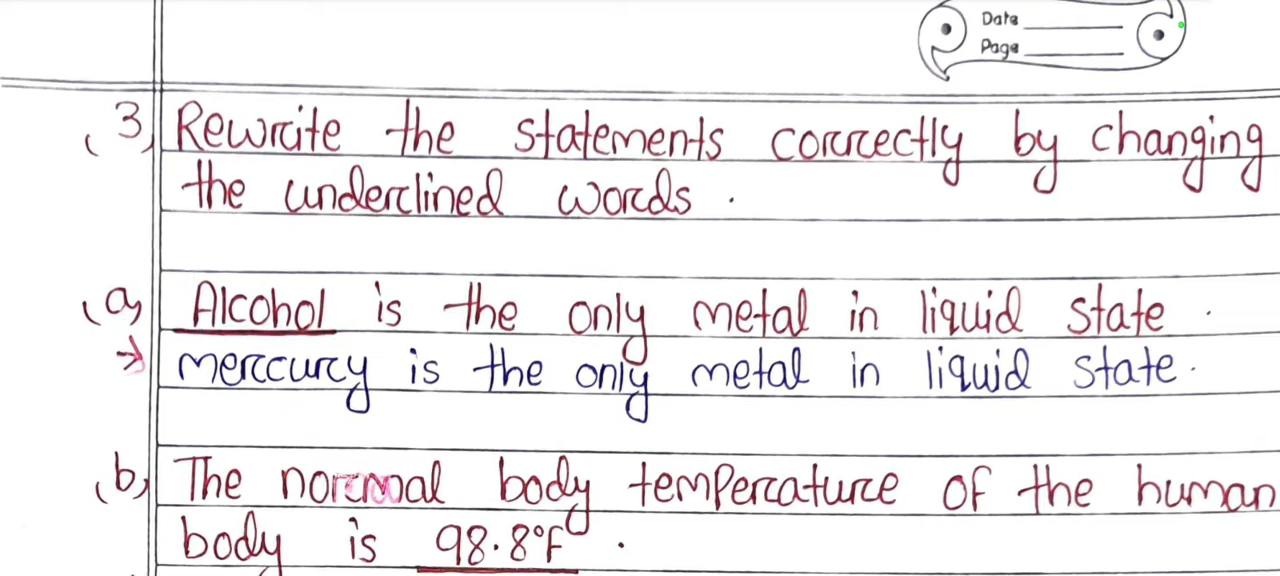 Date
Page
(3) Rewrite the statements correctly by changing
the underlined words .
(a) Alcohol is the only metal in liquid state .
→ mercury is the only metal in liquid state.
(b) The normal body temperature of the human
body is 98.8°F .